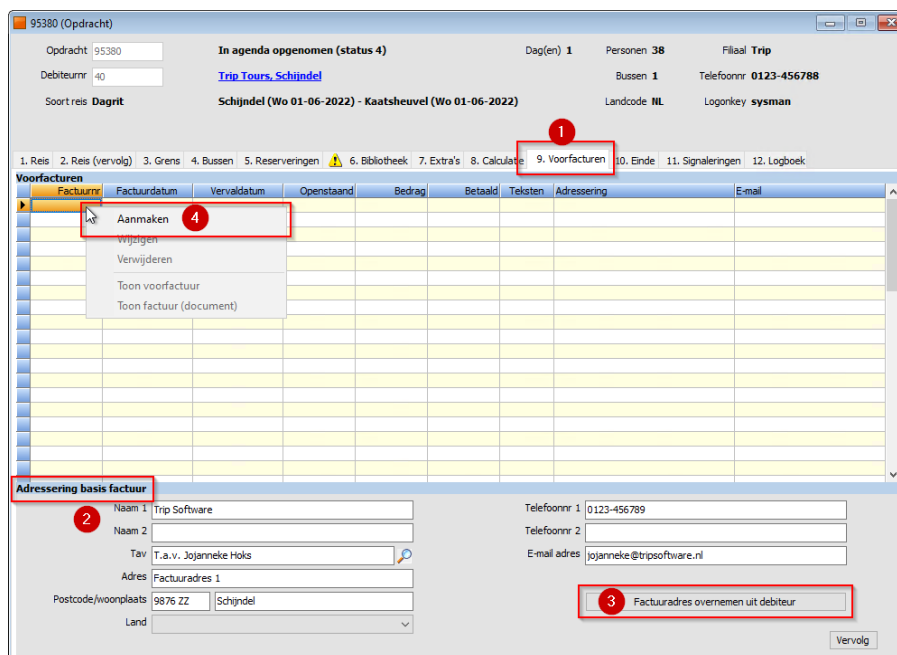 95380 (Opdracht)
Opdracht 95380 In agenda opgenomen (status 4) Dag(en) 1 Personen 38 Filiaal Trip
Debiteurnr 40 Trip Tours, Schijndel Bussen 1 Telefoonnr 0123-456788
Soort reis Dagrit Schijndel (Wo 01-06-2022) - Kaatsheuvel (Wo 01-06-2022) Landcode NL Logonkey sysman
1
1. Reis 2. Reis (vervolg) 3. Grens 4. Bussen 5. Reserveringen 6. Bibliotheek 7. Extra's 8. Calculatie 9. Voorfacturen 10. Einde 11. Signaleringen 12. Logboek
Voorfacturen
Factuurnr Factuurdatum Vervaldatum Openstaand Bedrag Betaald Teksten Adressering E-mail
Aanmaken 4
Wijzigen
Verwijderen
Toon voorfactuur
Toon factuur (document)
Adressering basis factuur
2
Naam 1 Trip Software Telefoonnr 1 0123-456789
Naam 2 Telefoonnr 2
Tav T.a.v. Jojanneke Hoks E-mail adres jojanneke@tripsoftware.nl
Adres Factuuradres 1
Postcode/woonplaats 9876 ZZ Schijndel 3 Factuuradres overnemen uit debiteur
Land
Vervolg